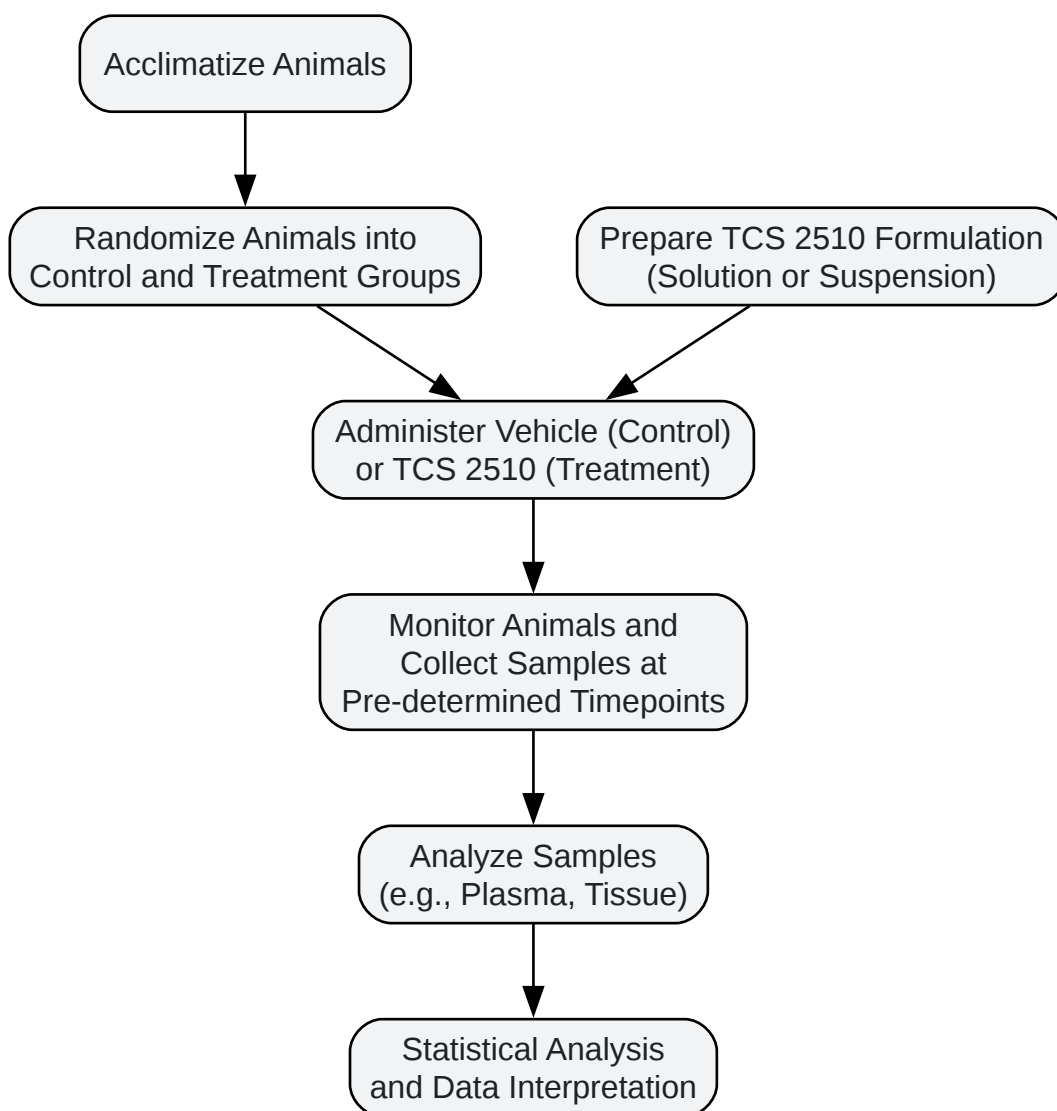 Acclimatize Animals
Randomize Animals into
Control and Treatment Groups
Prepare TCS 2510 Formulation
(Solution or Suspension)
Administer Vehicle (Control)
or TCS 2510 (Treatment)
Monitor Animals and
Collect Samples at
Pre-determined Timepoints
Analyze Samples
(e.g., Plasma, Tissue)
Statistical Analysis
and Data Interpretation